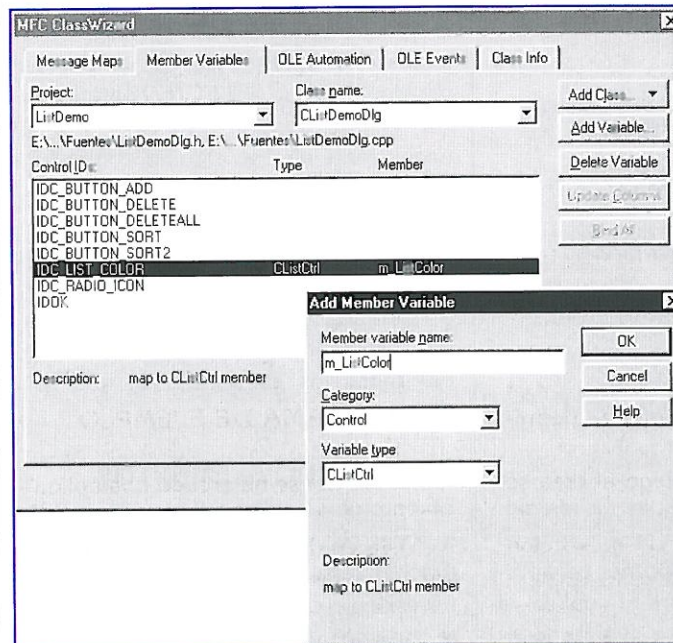 MFC ClassWizard
Message Maps Member Variables OLE Automation OLE Events Class Info
Project: Class name:
ListDemo CListDemoDlg
E:\...\Fuentes\ListDemoDlg.h, E:\...\Fuentes\ListDemoDlg.cpp
Control IDs: Type Member
IDC_BUTTON_ADD
IDC_BUTTON_DELETE
IDC_BUTTON_DELETEALL
IDC_BUTTON_SORT
IDC_BUTTON_SORT2
IDC_LIST_COLOR CListCtrl m_ListColor
IDC_RADIO_ICON
IDOK
Description: map to CListCtrl member
Add Class...
Add Variable...
Delete Variable
Update Columns
Bind All
Add Member Variable
Member variable name:
m_ListColor
Category:
Control
Variable type
CListCtrl
Description:
map to CListCtrl member
OK
Cancel
Help